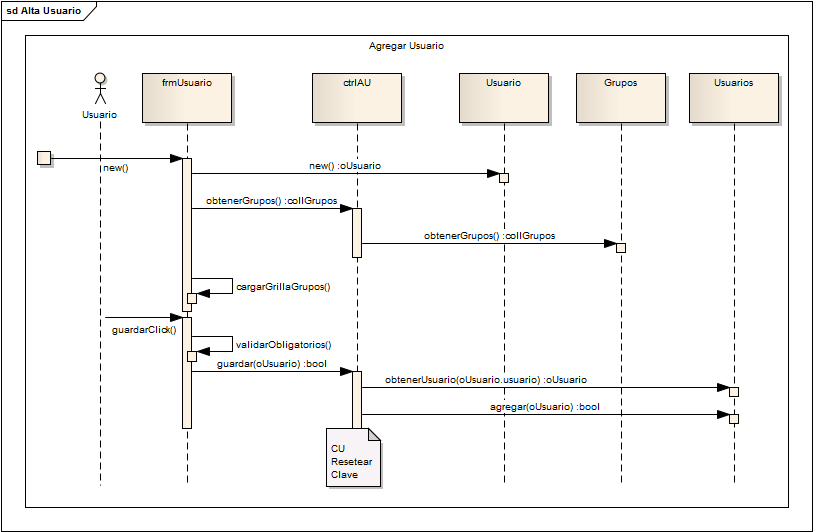 sd Alta Usuario
Agregar Usuario
Usuario
frmUsuario
ctrlAU
Usuario
Grupos
Usuarios
new()
new() :oUsuario
obtenerGrupos() :collGrupos
obtenerGrupos() :collGrupos
cargarGrillaGrupos()
guardarClick()
validarObligatorios()
guardar(oUsuario) :bool
obtenerUsuario(oUsuario.usuario) :oUsuario
agregar(oUsuario) :bool
CU
Resetear
Clave